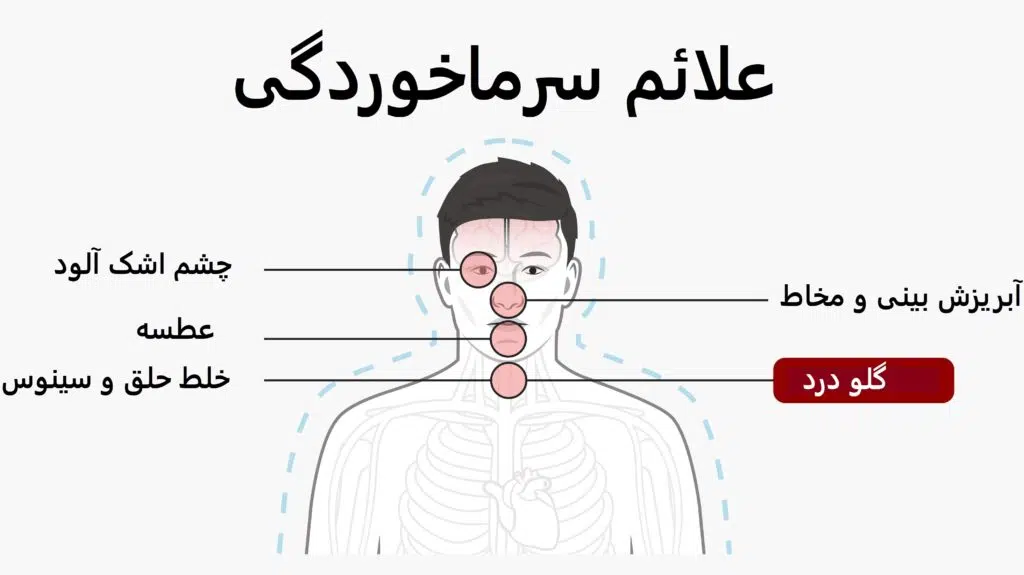 علائم سرماخوردگی
چشم اشک آلود
آبریزش بینی و مخاط
عطسه
خلط حلق و سینوس
گلو درد